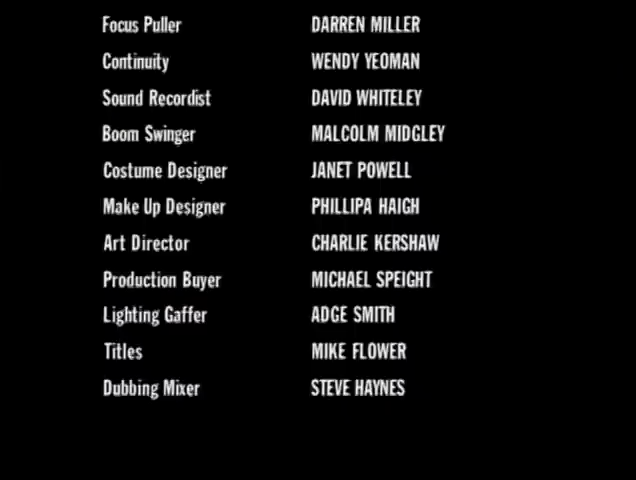 Focus Puller DARREN MILLER
Continuity WENDY YEOMAN
Sound Recordist DAVID WHITELEY
Boom Swinger MALCOLM MIDGLEY
Costume Designer JANET POWELL
Make Up Designer PHILLIPA HAIGH
Art Director CHARLIE KERSHAW
Production Buyer MICHAEL SPEIGHT
Lighting Gaffer ADGE SMITH
Titles MIKE FLOWER
Dubbing Mixer STEVE HAYNES